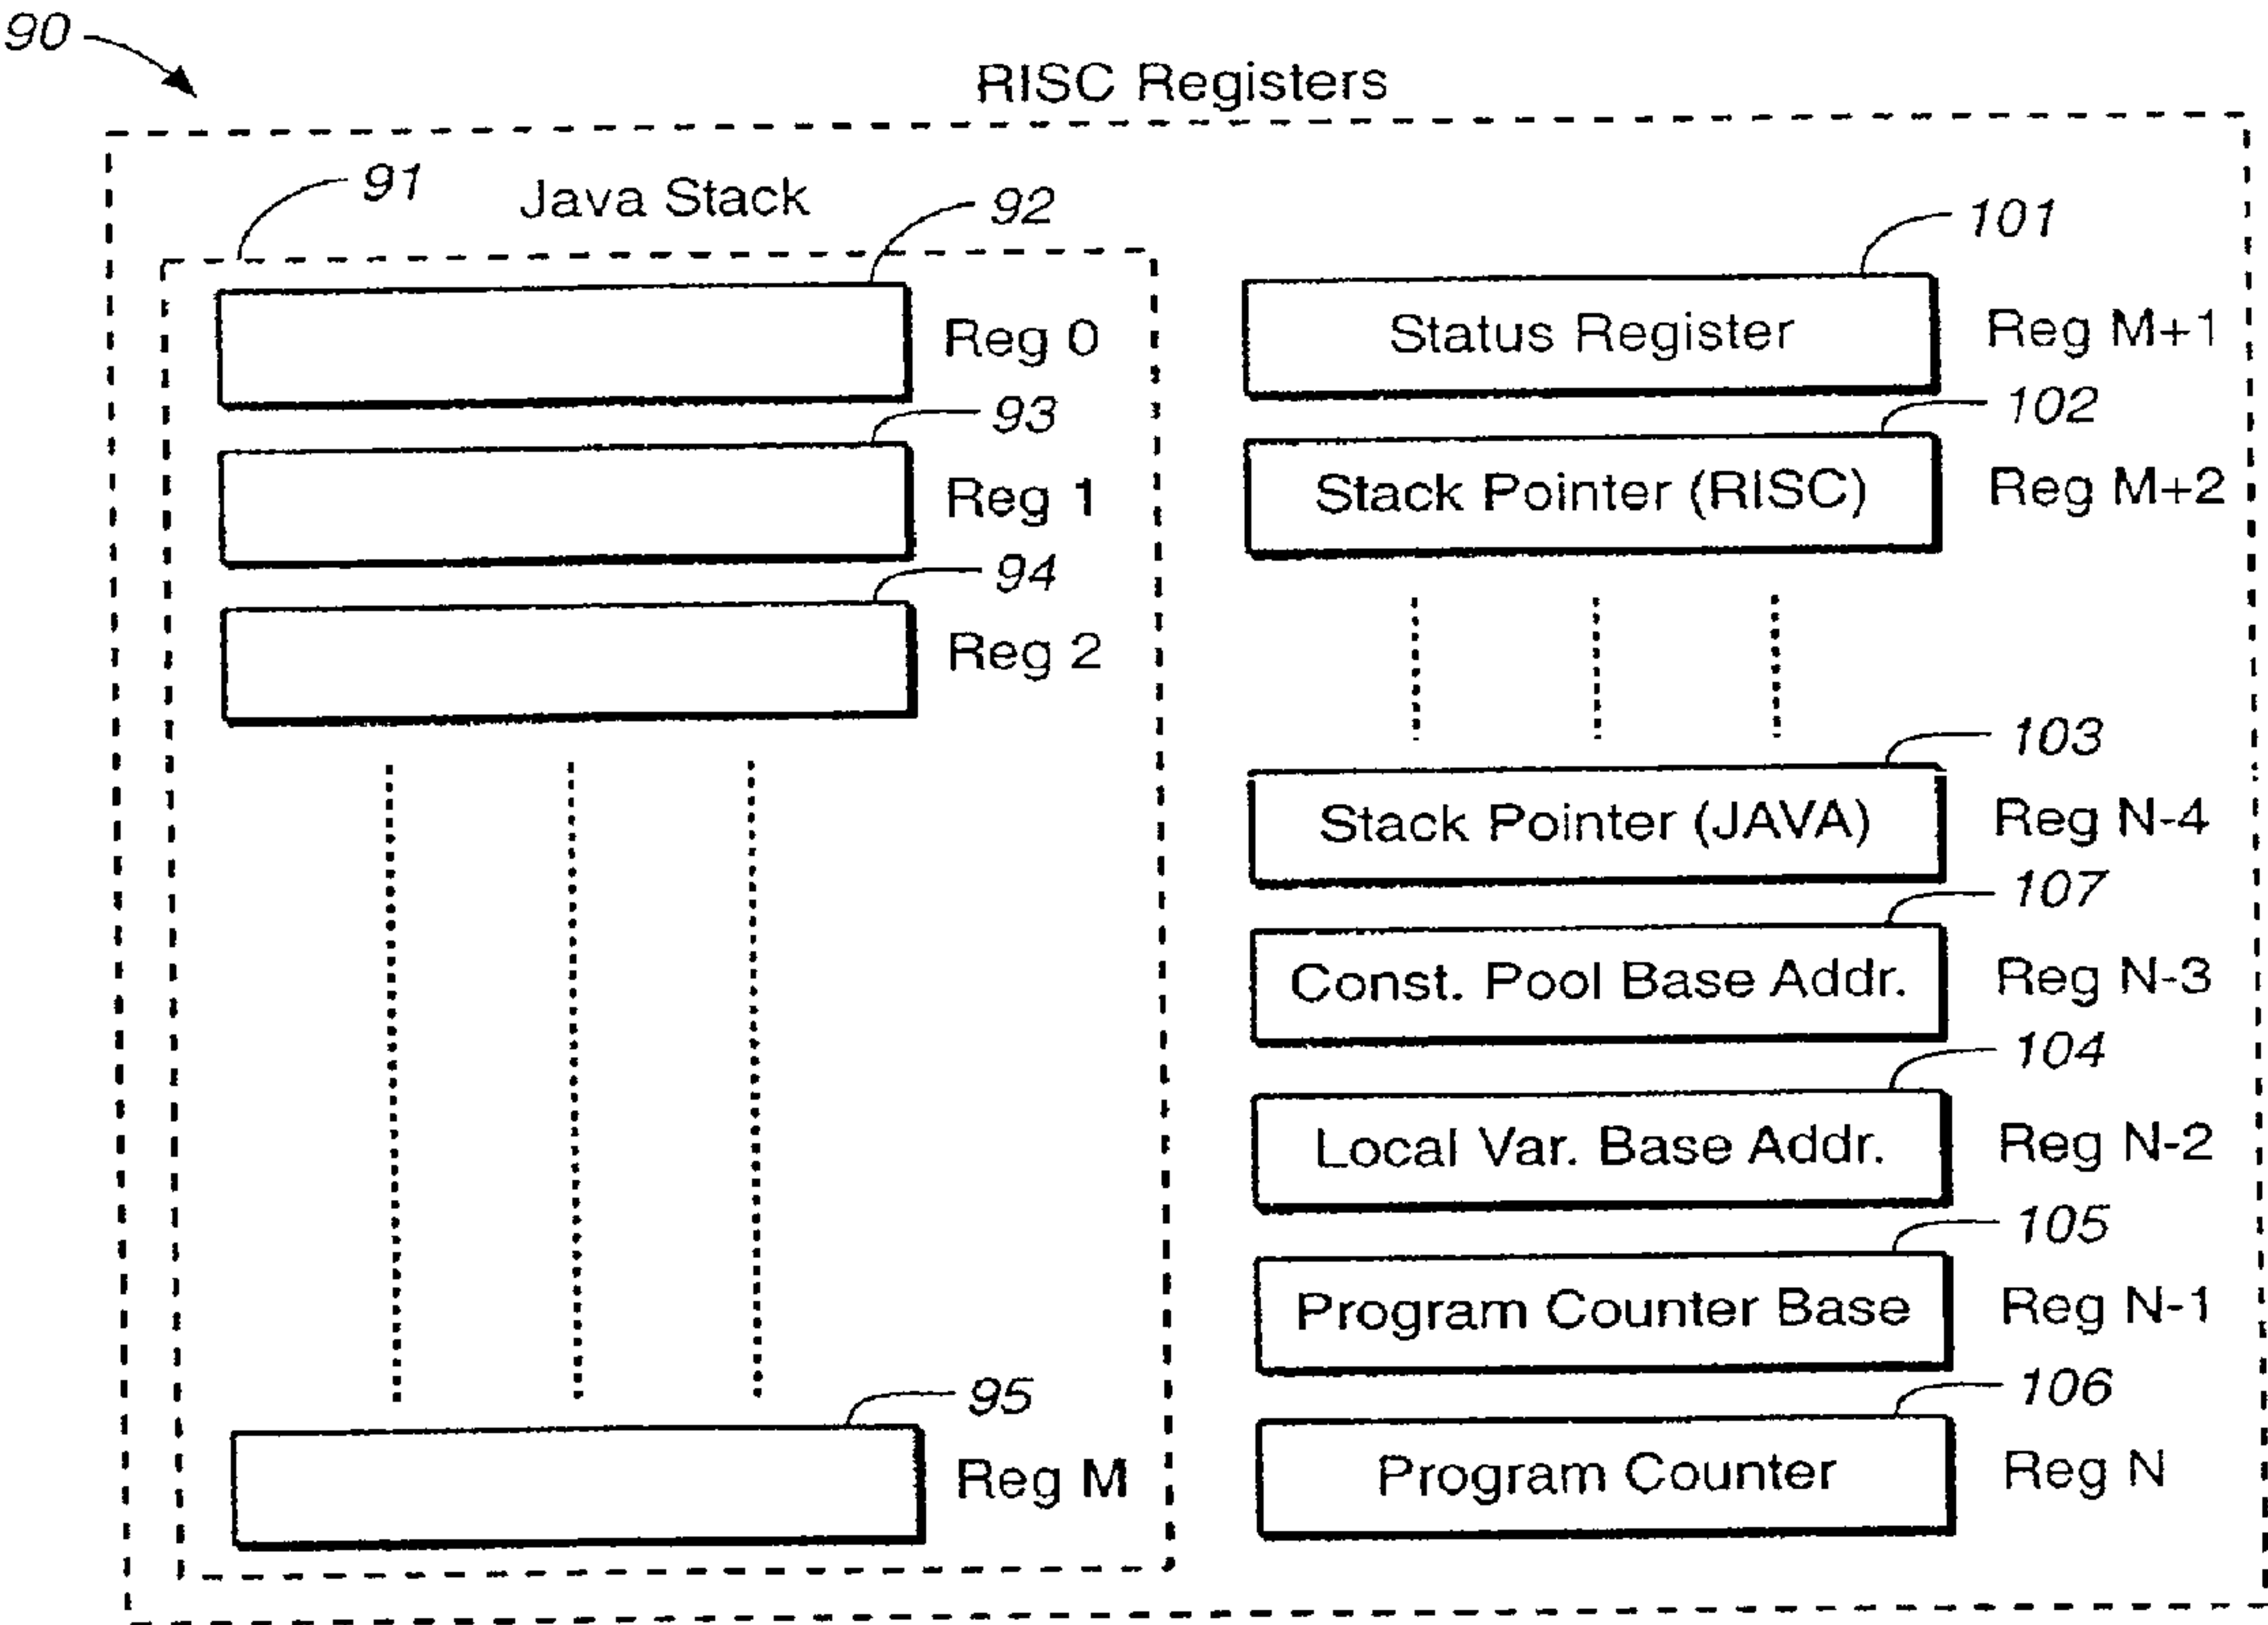 90
RISC Registers
91
Java Stack
92
Reg 0
93
Reg 1
94
Reg 2
95
Reg M
101
Status Register
Reg M+1
102
Stack Pointer (RISC)
Reg M+2
103
Stack Pointer (JAVA)
Reg N-4
107
Const. Pool Base Addr.
Reg N-3
104
Local Var. Base Addr.
Reg N-2
105
Program Counter Base
Reg N-1
106
Program Counter
Reg N